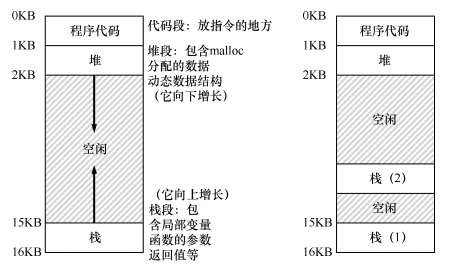 0KB
程序代码
代码段：放指令的地方
1KB
堆
堆段：包含malloc
分配的数据
动态数据结构
（它向下增长）
2KB
空闲
（它向上增长）
栈段：包
含局部变量
函数的参数
返回值等
15KB
栈
16KB
0KB
程序代码
1KB
堆
2KB
空闲
栈（2）
空闲
15KB
栈（1）
16KB